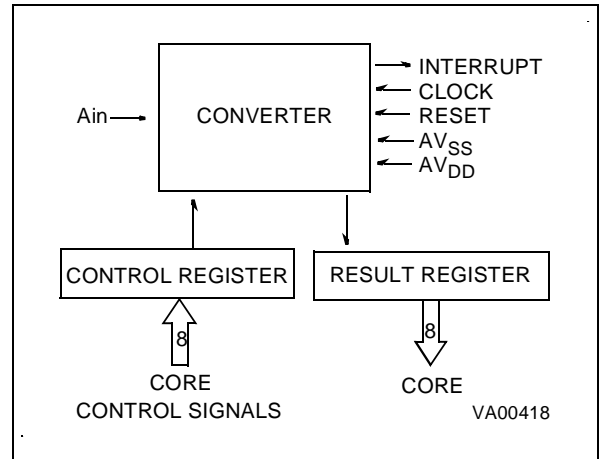 INTERRUPT
CLOCK
Ain
CONVERTER
RESET
AVSS
AVDD
CONTROL REGISTER
RESULT REGISTER
8
8
CORE
CONTROL SIGNALS
CORE
VA00418